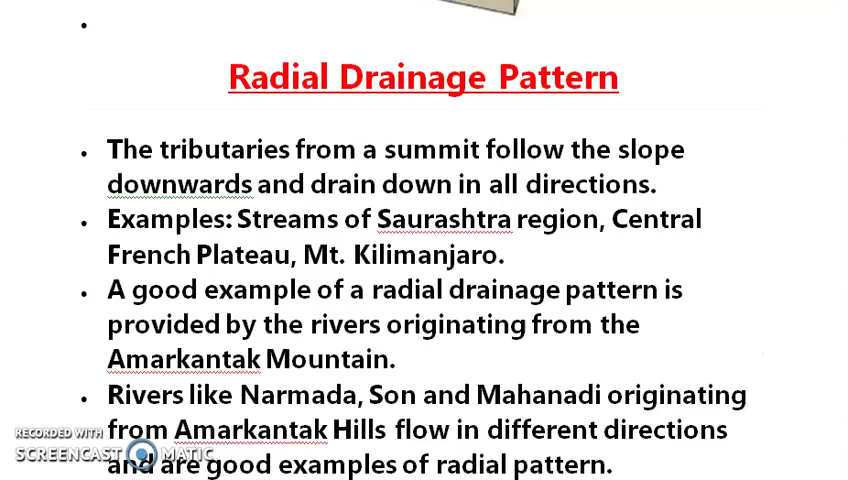 Radial Drainage Pattern
• The tributaries from a summit follow the slope
downwards and drain down in all directions.
• Examples: Streams of Saurashtra region, Central
French Plateau, Mt. Kilimanjaro.
• A good example of a radial drainage pattern is
provided by the rivers originating from the
Amarkantak Mountain.
• Rivers like Narmada, Son and Mahanadi originating
from Amarkantak Hills flow in different directions
and are good examples of radial pattern.
RECORDED WITH
SCREENCAST MATIC